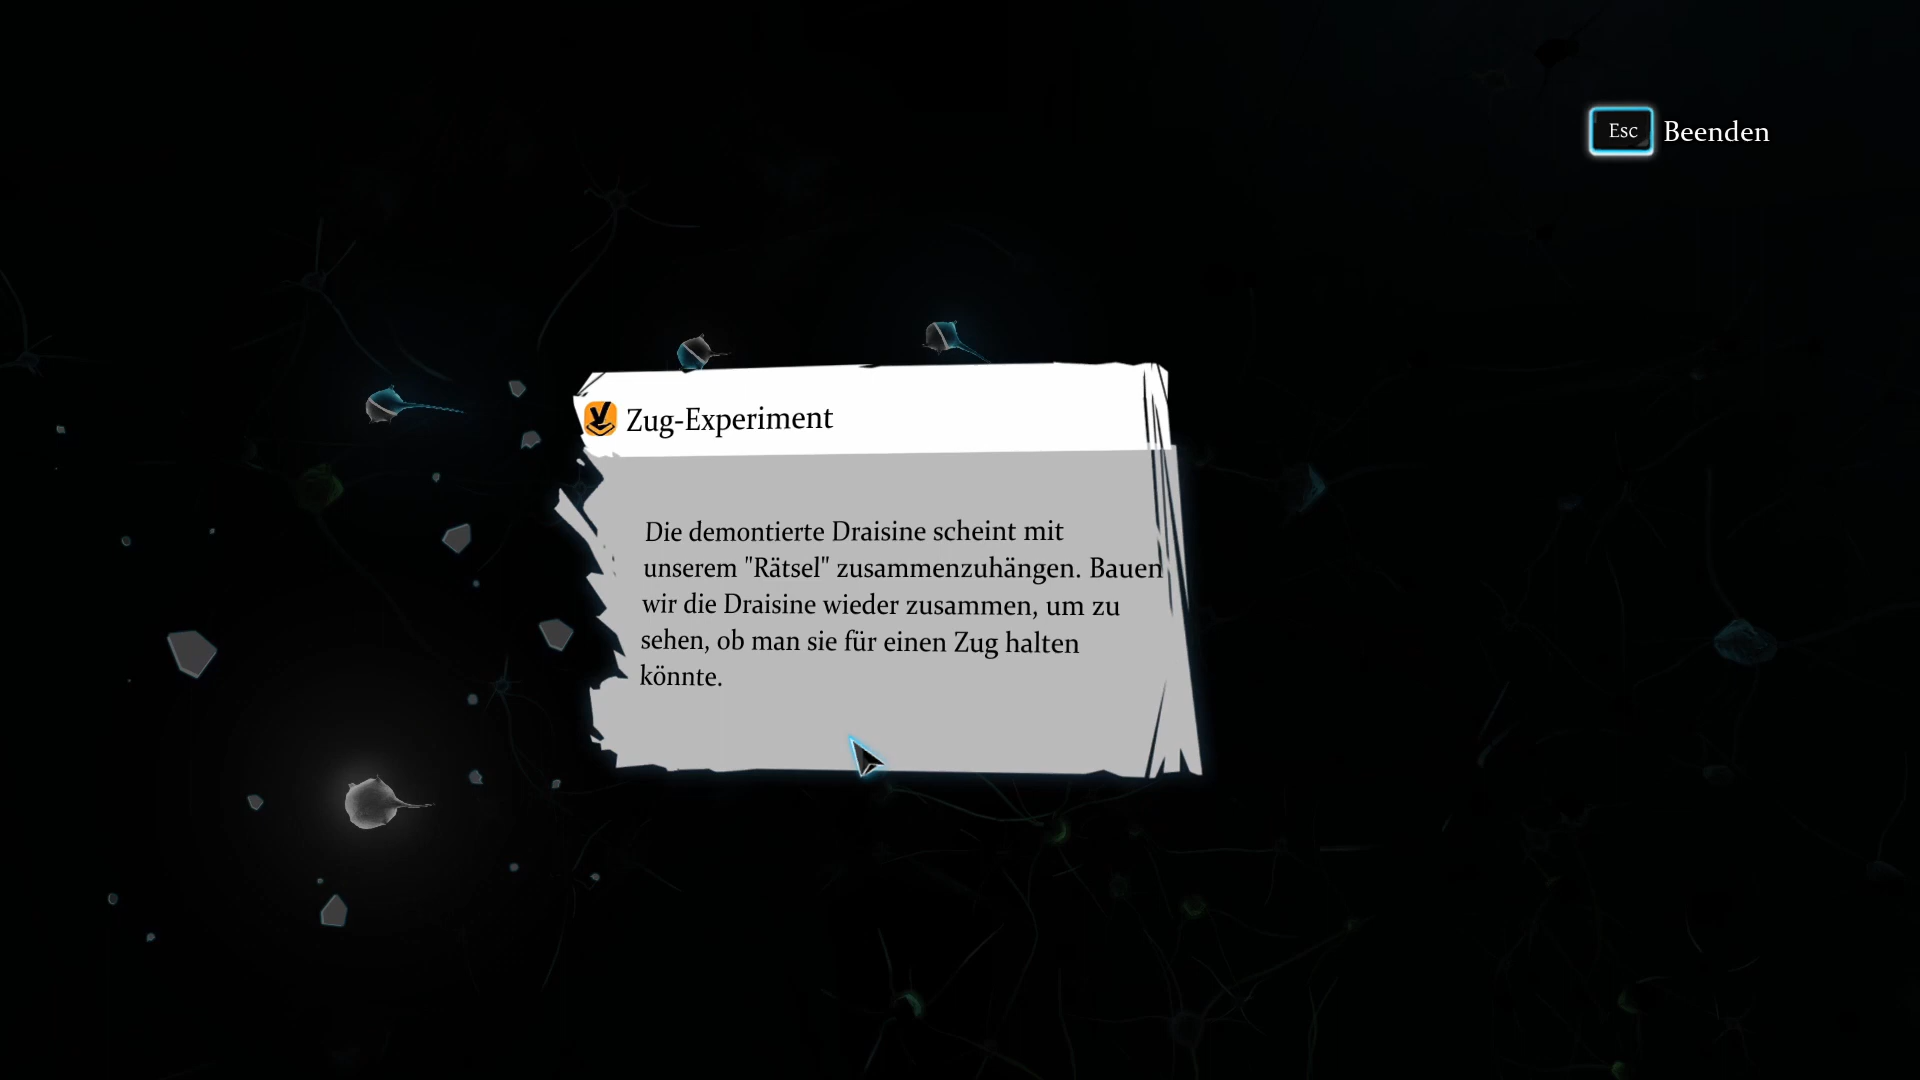 Esc Beenden
Zug-Experiment
Die demontierte Draisine scheint mit
unserem "Rätsel" zusammenzuhängen. Bauen
wir die Draisine wieder zusammen, um zu
sehen, ob man sie für einen Zug halten
könnte.